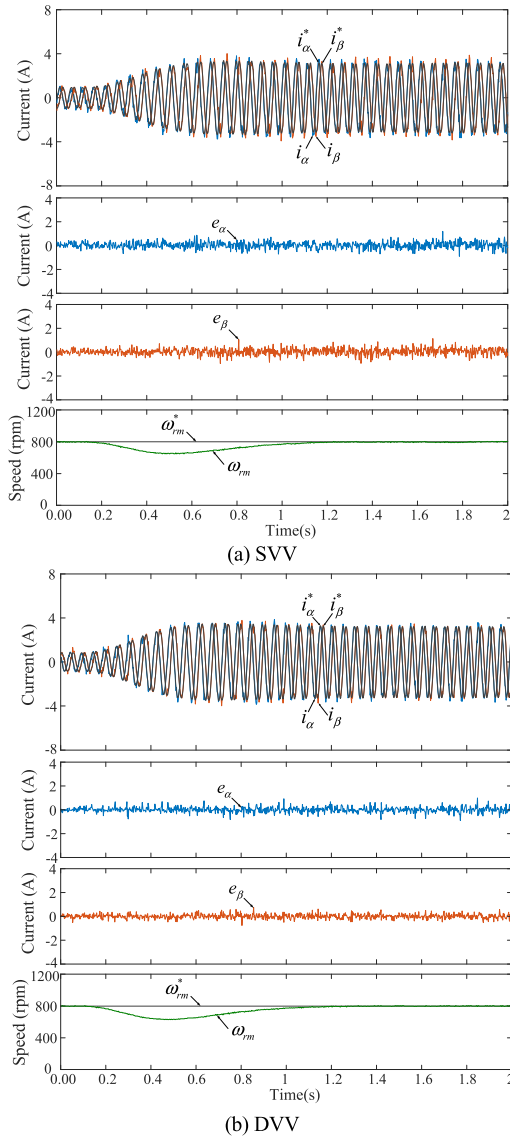 8
4
0
-4
-8
Current (A)
i*α i*β
iα iβ
4
2
0
-2
-4
Current (A)
eα
4
2
0
-2
-4
Current (A)
eβ
1200
800
400
0
Speed (rpm)
ω*rm
ωrm
0.00 0.2 0.4 0.6 0.8 1 1.2 1.4 1.6 1.8 2
Time(s)
(a) SVV
8
4
0
-4
-8
Current (A)
i*α i*β
iα iβ
4
2
0
-2
-4
Current (A)
eα
4
2
0
-2
-4
Current (A)
eβ
1200
800
400
0
Speed (rpm)
ω*rm
ωrm
0.00 0.2 0.4 0.6 0.8 1 1.2 1.4 1.6 1.8 2
Time(s)
(b) DVV